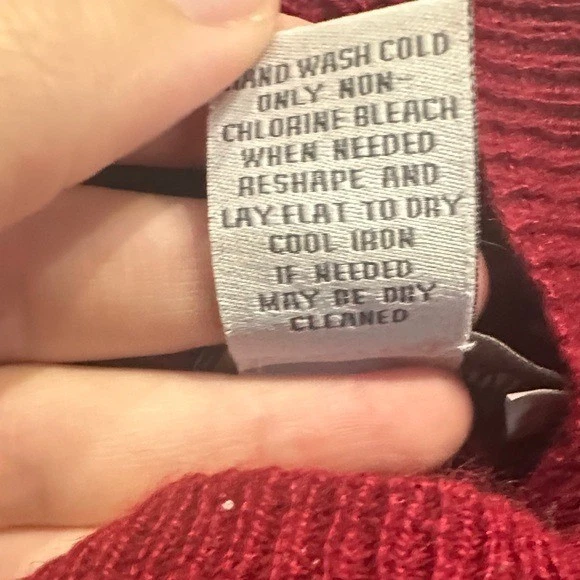 HAND WASH COLD
ONLY NON-
CHLORINE BLEACH
WHEN NEEDED
RESHAPE AND
LAY FLAT TO DRY
COOL IRON
IF NEEDED
MAY BE DRY
CLEANED